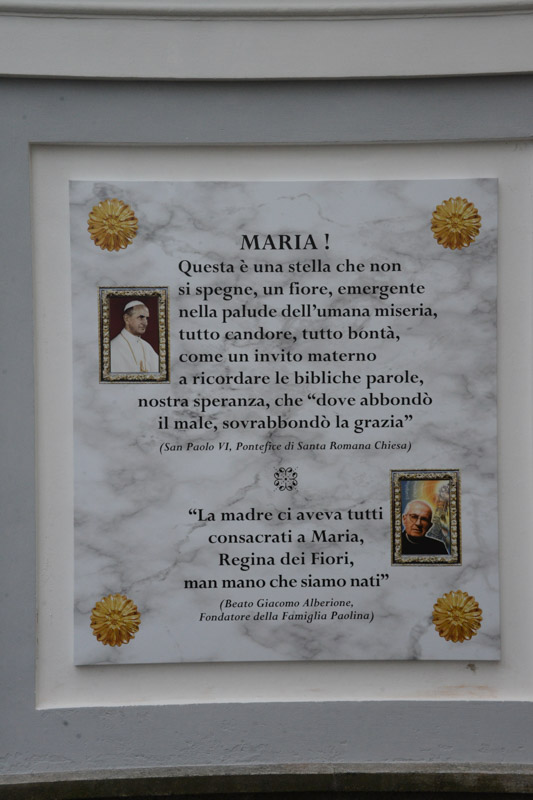 MARIA !
Questa è una stella che non
si spegne, un fiore, emergente
nella palude dell'umana miseria,
tutto candore, tutto bontà,
come un invito materno
a ricordare le bibliche parole,
nostra speranza, che “dove abbondò
il male, sovrabbondò la grazia”
(San Paolo VI, Pontefice di Santa Romana Chiesa)
“La madre ci aveva tutti
consacrati a Maria,
Regina dei Fiori,
man mano che siamo nati”
(Beato Giacomo Alberione,
Fondatore della Famiglia Paolina)